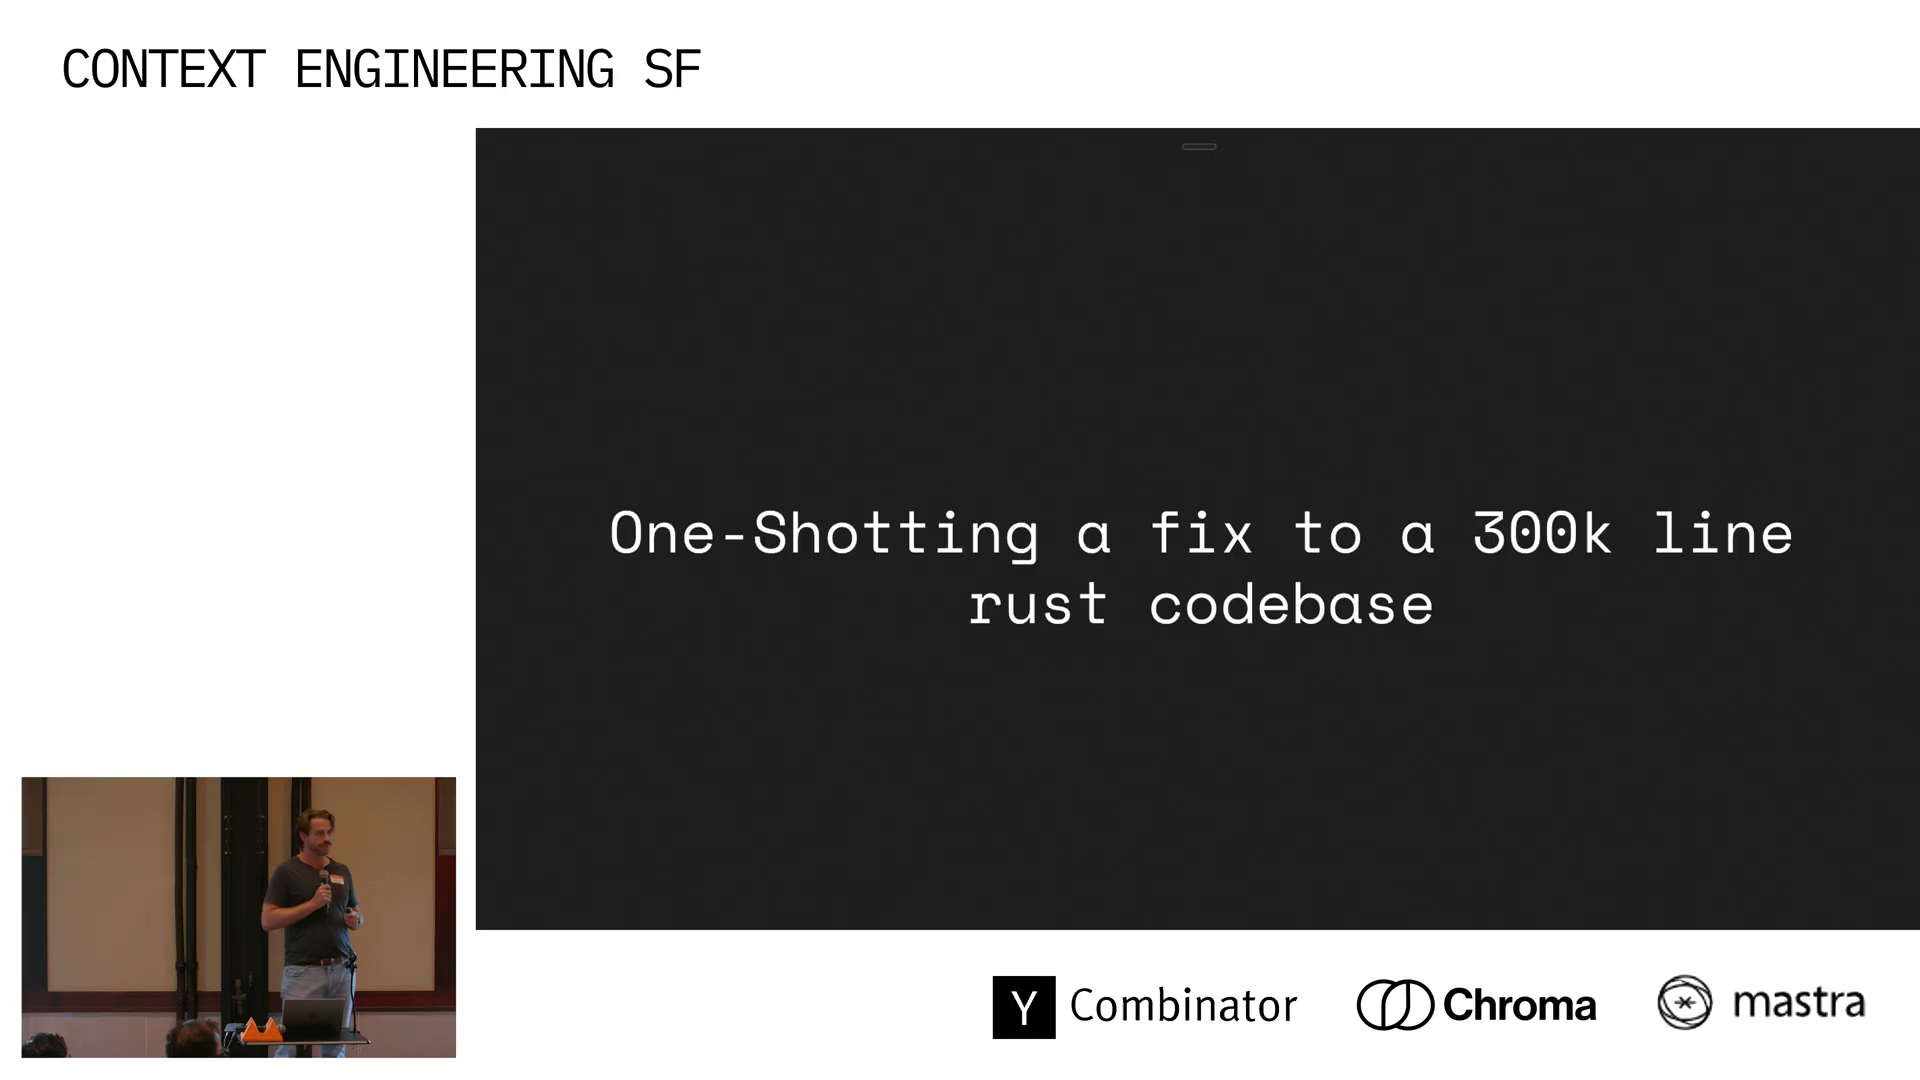 CONTEXT ENGINEERING SF
One-Shotting a fix to a 300k line
rust codebase
Y Combinator
Chroma
mastra